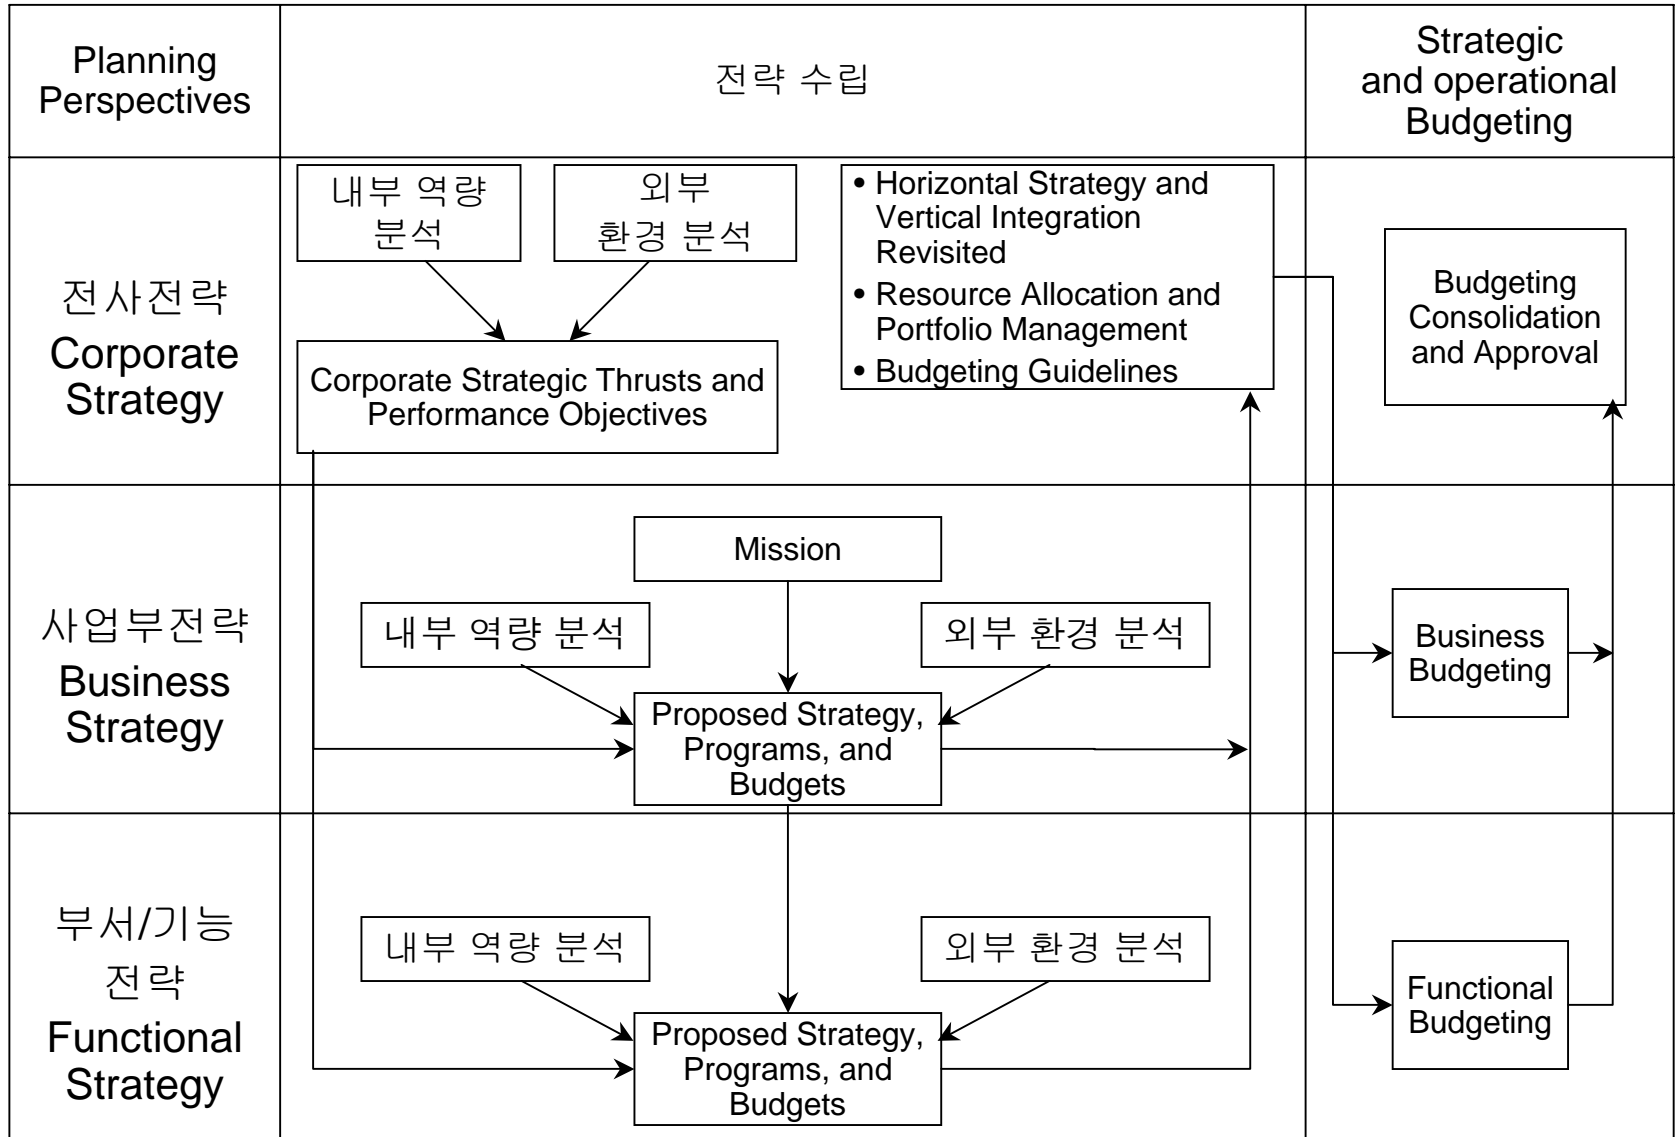 Planning
Perspectives
전략 수립
Strategic
and operational
Budgeting
전사전략
Corporate
Strategy
내부 역량
분석
외부
환경 분석
Corporate Strategic Thrusts and
Performance Objectives
• Horizontal Strategy and
Vertical Integration
Revisited
• Resource Allocation and
Portfolio Management
• Budgeting Guidelines
Budgeting
Consolidation
and Approval
사업부전략
Business
Strategy
Mission
내부 역량 분석
외부 환경 분석
Proposed Strategy,
Programs, and
Budgets
Business
Budgeting
부서/기능
전략
Functional
Strategy
내부 역량 분석
외부 환경 분석
Proposed Strategy,
Programs, and
Budgets
Functional
Budgeting